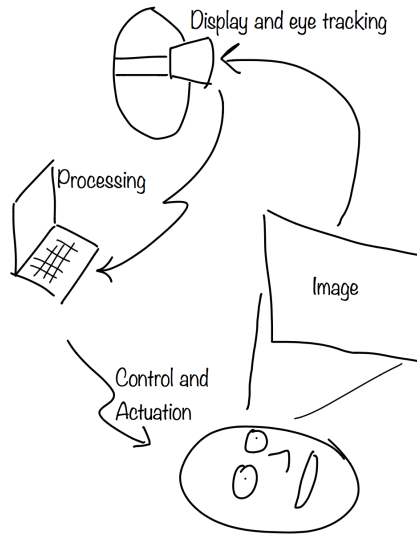 Display and eye tracking
Processing
Image
Control and
Actuation